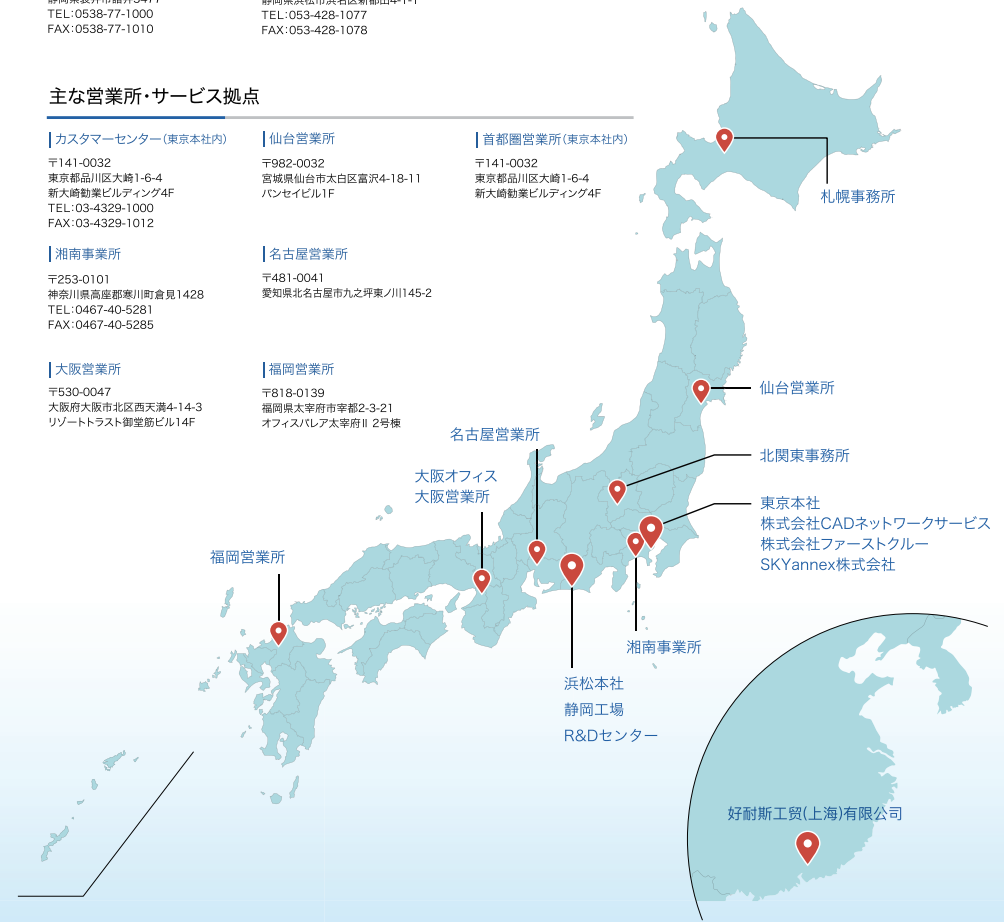 TEL:0538-77-1000
FAX:0538-77-1010
TEL:053-428-1077
FAX:053-428-1078
主な営業所・サービス拠点
カスタマーセンター(東京本社内)
〒141-0032
東京都品川区大崎1-6-4
新大崎勧業ビルディング4F
TEL:03-4329-1000
FAX:03-4329-1012
仙台営業所
〒982-0032
宮城県仙台市太白区富沢4-18-11
バンセイビル1F
首都圏営業所(東京本社内)
〒141-0032
東京都品川区大崎1-6-4
新大崎勧業ビルディング4F
湘南事業所
〒253-0101
神奈川県高座郡寒川町倉見1428
TEL:0467-40-5281
FAX:0467-40-5285
名古屋営業所
〒481-0041
愛知県北名古屋市九之坪東ノ川145-2
大阪営業所
〒530-0047
大阪府大阪市北区西天満4-14-3
リゾートトラスト御堂筋ビル14F
福岡営業所
〒818-0139
福岡県太宰府市宰都2-3-21
オフィスパレア太宰府Ⅱ 2号棟
札幌事務所
仙台営業所
北関東事務所
東京本社
株式会社CADネットワークサービス
株式会社ファーストクルー
SKYannex株式会社
名古屋営業所
大阪オフィス
大阪営業所
福岡営業所
湘南事業所
浜松本社
静岡工場
R&Dセンター
好耐斯工贸(上海)有限公司